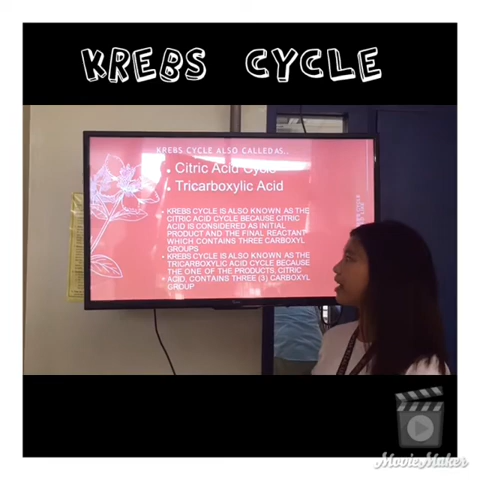 KREBS CYCLE
KREBS CYCLE ALSO CALLED AS..
• Citric Acid Cycle
• Tricarboxylic Acid
• KREBS CYCLE IS ALSO KNOWN AS THE
CITRIC ACID CYCLE BECAUSE CITRIC
ACID IS CONSIDERED AS INITIAL
PRODUCT AND THE FINAL REACTANT
WHICH CONTAINS THREE CARBOXYL
GROUPS
• KREBS CYCLE IS ALSO KNOWN AS THE
TRICARBOXYLIC ACID CYCLE BECAUSE
THE ONE OF THE PRODUCTS, CITRIC
• ACID, CONTAINS THREE (3) CARBOXYL
GROUP
MovieMaker